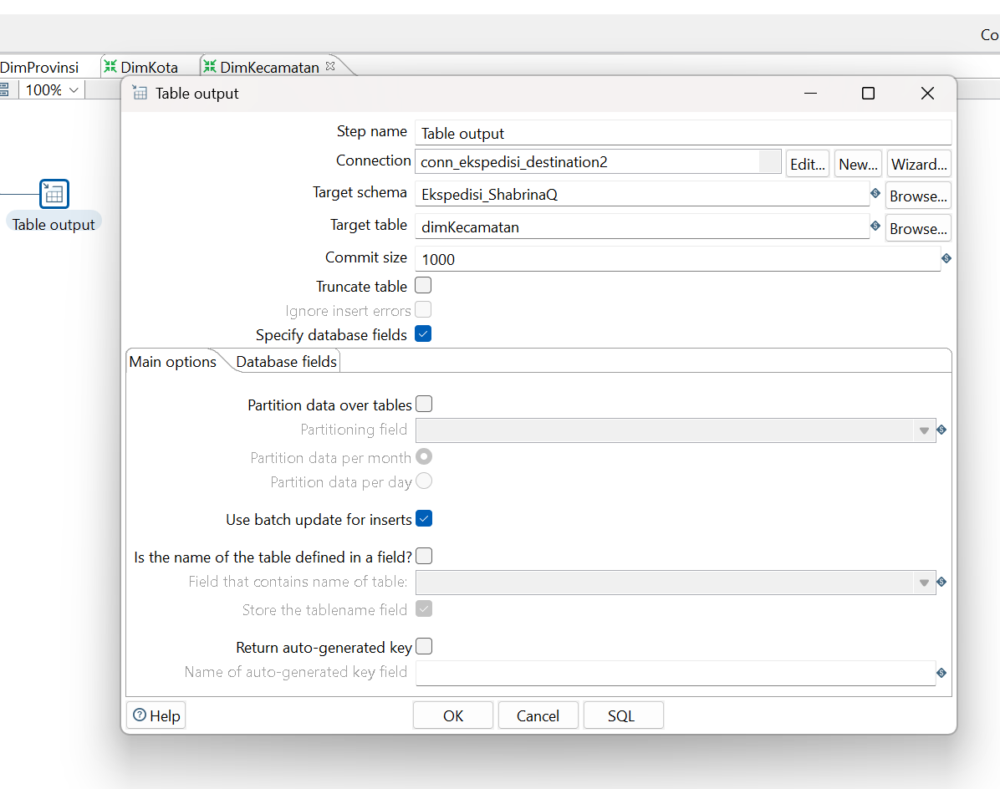 Co
DimProvinsi DimKota DimKecamatan
100%
Table output
Table output
Step name Table output
Connection conn_ekspedisi_destination2 Edit... New... Wizard...
Target schema Ekspedisi_ShabrinaQ Browse...
Target table dimKecamatan Browse...
Commit size 1000
Truncate table
Ignore insert errors
Specify database fields
Main options Database fields
Partition data over tables
Partitioning field
Partition data per month
Partition data per day
Use batch update for inserts
Is the name of the table defined in a field?
Field that contains name of table:
Store the tablename field
Return auto-generated key
Name of auto-generated key field
Help OK Cancel SQL